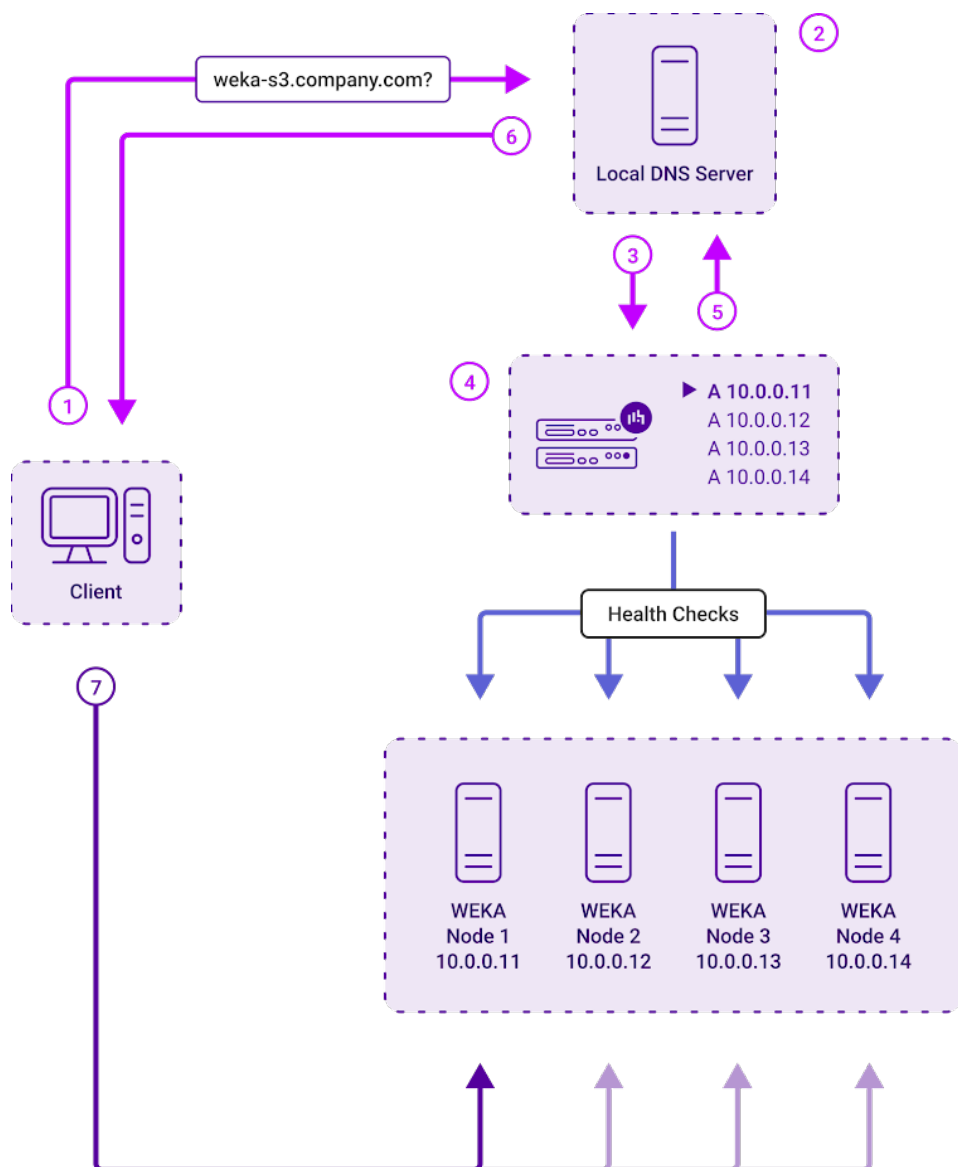 2
weka-s3.company.com?
6
Local DNS Server
3
5
4
A 10.0.0.11
A 10.0.0.12
A 10.0.0.13
A 10.0.0.14
1
Client
Health Checks
7
WEKA
Node 1
10.0.0.11
WEKA
Node 2
10.0.0.12
WEKA
Node 3
10.0.0.13
WEKA
Node 4
10.0.0.14